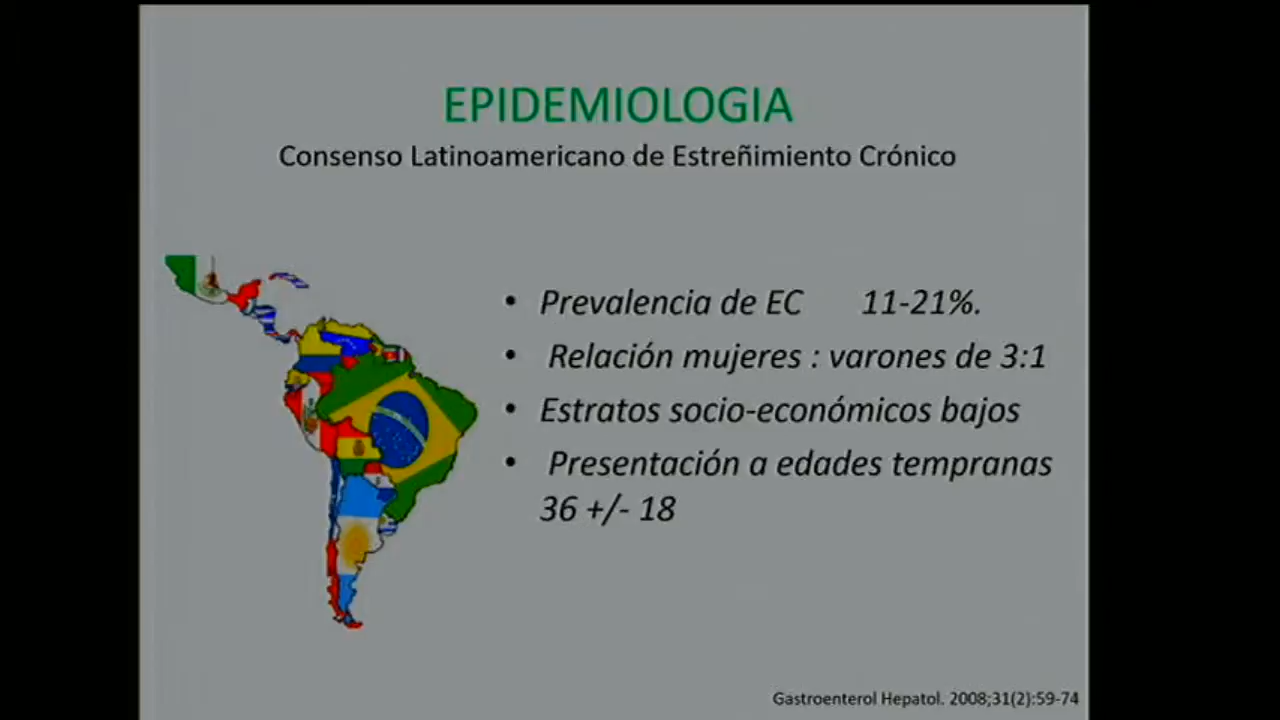 EPIDEMIOLOGIA
Consenso Latinoamericano de Estreñimiento Crónico
• Prevalencia de EC 11-21%.
• Relación mujeres : varones de 3:1
• Estratos socio-económicos bajos
• Presentación a edades tempranas
36 +/- 18
Gastroenterol Hepatol. 2008;31(2):59-74